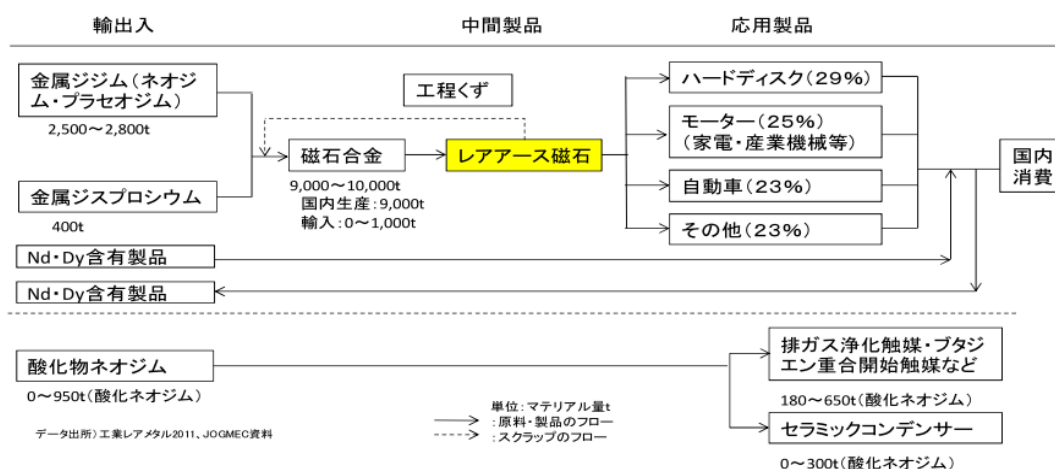 輸出入
中間製品
応用製品
金属ジジム(ネオジ
ム・プラセオジム)
2,500～2,800t
金属ジスプロシウム
400t
Nd・Dy含有製品
Nd・Dy含有製品
工程くず
磁石合金
9,000～10,000t
国内生産:9,000t
輸入:0～1,000t
レアアース磁石
ハードディスク(29%)
モーター(25%)
(家電・産業機械等)
自動車(23%)
その他(23%)
国内
消費
酸化物ネオジム
0～950t(酸化ネオジム)
排ガス浄化触媒・ブタジ
エン重合開始触媒など
180～650t(酸化ネオジム)
セラミックコンデンサー
0～300t(酸化ネオジム)
単位:マテリアル量t
:原料・製品のフロー
:スクラップのフロー
データ出所)工業レアメタル2011、JOGMEC資料